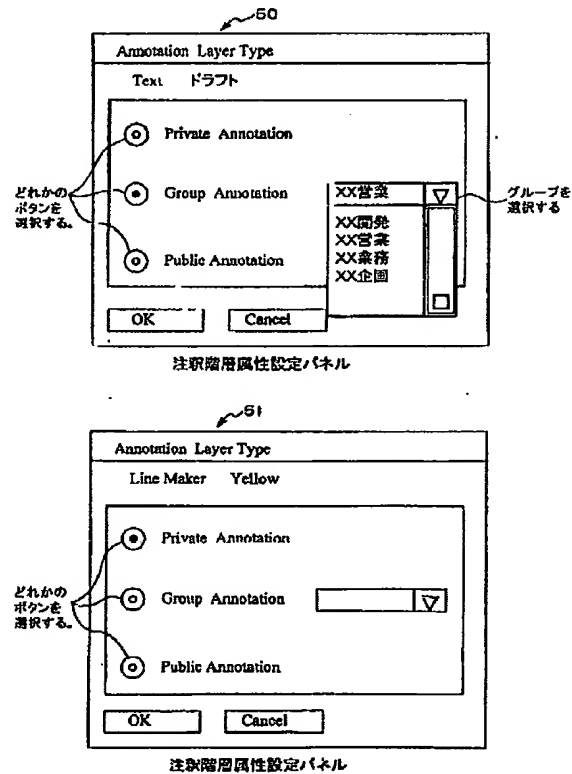 50
Annotation Layer Type
Text ドラフト
Private Annotation
どれかの
ボタンを
選択する。
Group Annotation
XX営業
グループを
選択する
XX開発
XX営業
XX業務
XX企画
Public Annotation
OK Cancel
注釈階層属性設定パネル
51
Annotation Layer Type
Line Maker Yellow
Private Annotation
どれかの
ボタンを
選択する。
Group Annotation
Public Annotation
OK Cancel
注釈階層属性設定パネル